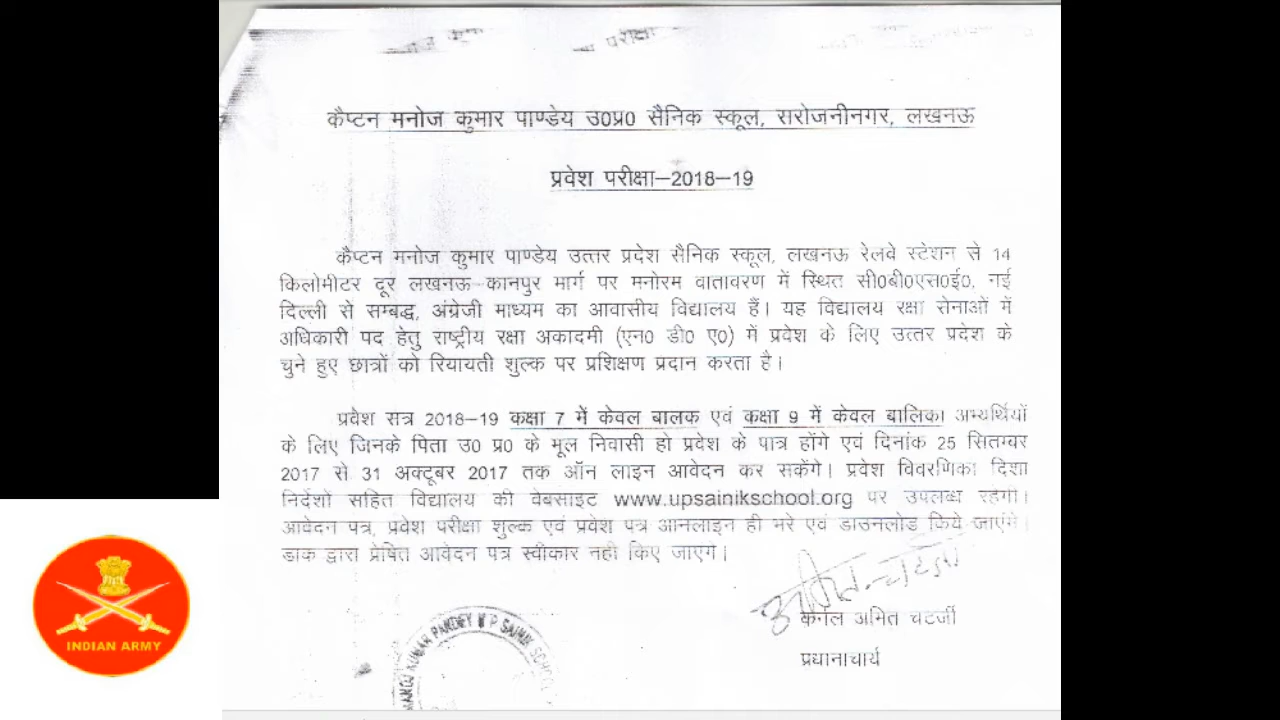 परीक्षा
कैप्टन मनोज कुमार पाण्डेय उ0प्र0 सैनिक स्कूल, सरोजनीनगर, लखनऊ
प्रवेश परीक्षा–2018–19
कैप्टन मनोज कुमार पाण्डेय उत्तर प्रदेश सैनिक स्कूल, लखनऊ रेलवे स्टेशन से 14
किलोमीटर दूर लखनऊ–कानपुर मार्ग पर मनोरम वातावरण में स्थित सी0बी0एस0ई0, नई
दिल्ली से सम्बद्ध, अंग्रेजी माध्यम का आवासीय विद्यालय हैं। यह विद्यालय रक्षा सेनाओं में
अधिकारी पद हेतु राष्ट्रीय रक्षा अकादमी (एन0 डी0 ए0) में प्रवेश के लिए उत्तर प्रदेश के
चुने हुए छात्रों को रियायती शुल्क पर प्रशिक्षण प्रदान करता है।
प्रवेश सत्र 2018–19 कक्षा 7 में केवल बालक एवं कक्षा 9 में केवल बालिका अभ्यर्थियों
के लिए जिनके पिता उ0 प्र0 के मूल निवासी हो प्रवेश के पात्र होंगे एवं दिनांक 25 सितम्बर
2017 से 31 अक्टूबर 2017 तक ऑन लाइन आवेदन कर सकेंगे। प्रवेश विवरणिका दिशा
निर्देशो सहित विद्यालय की वेबसाइट www.upsainikschool.org पर उपलब्ध रहेगी।
आवेदन पत्र, प्रवेश परीक्षा शुल्क एवं प्रवेश पत्र आनलाइन ही भरे एवं डाउनलोड किये जाएंगे।
डाक द्वारा प्रेषित आवेदन पत्र स्वीकार नही किए जाएगे।
कर्नल अमित चटर्जी
प्रधानाचार्य
MANOJ KUMAR PANDEY U P SAINIK SCHOOL
INDIAN ARMY